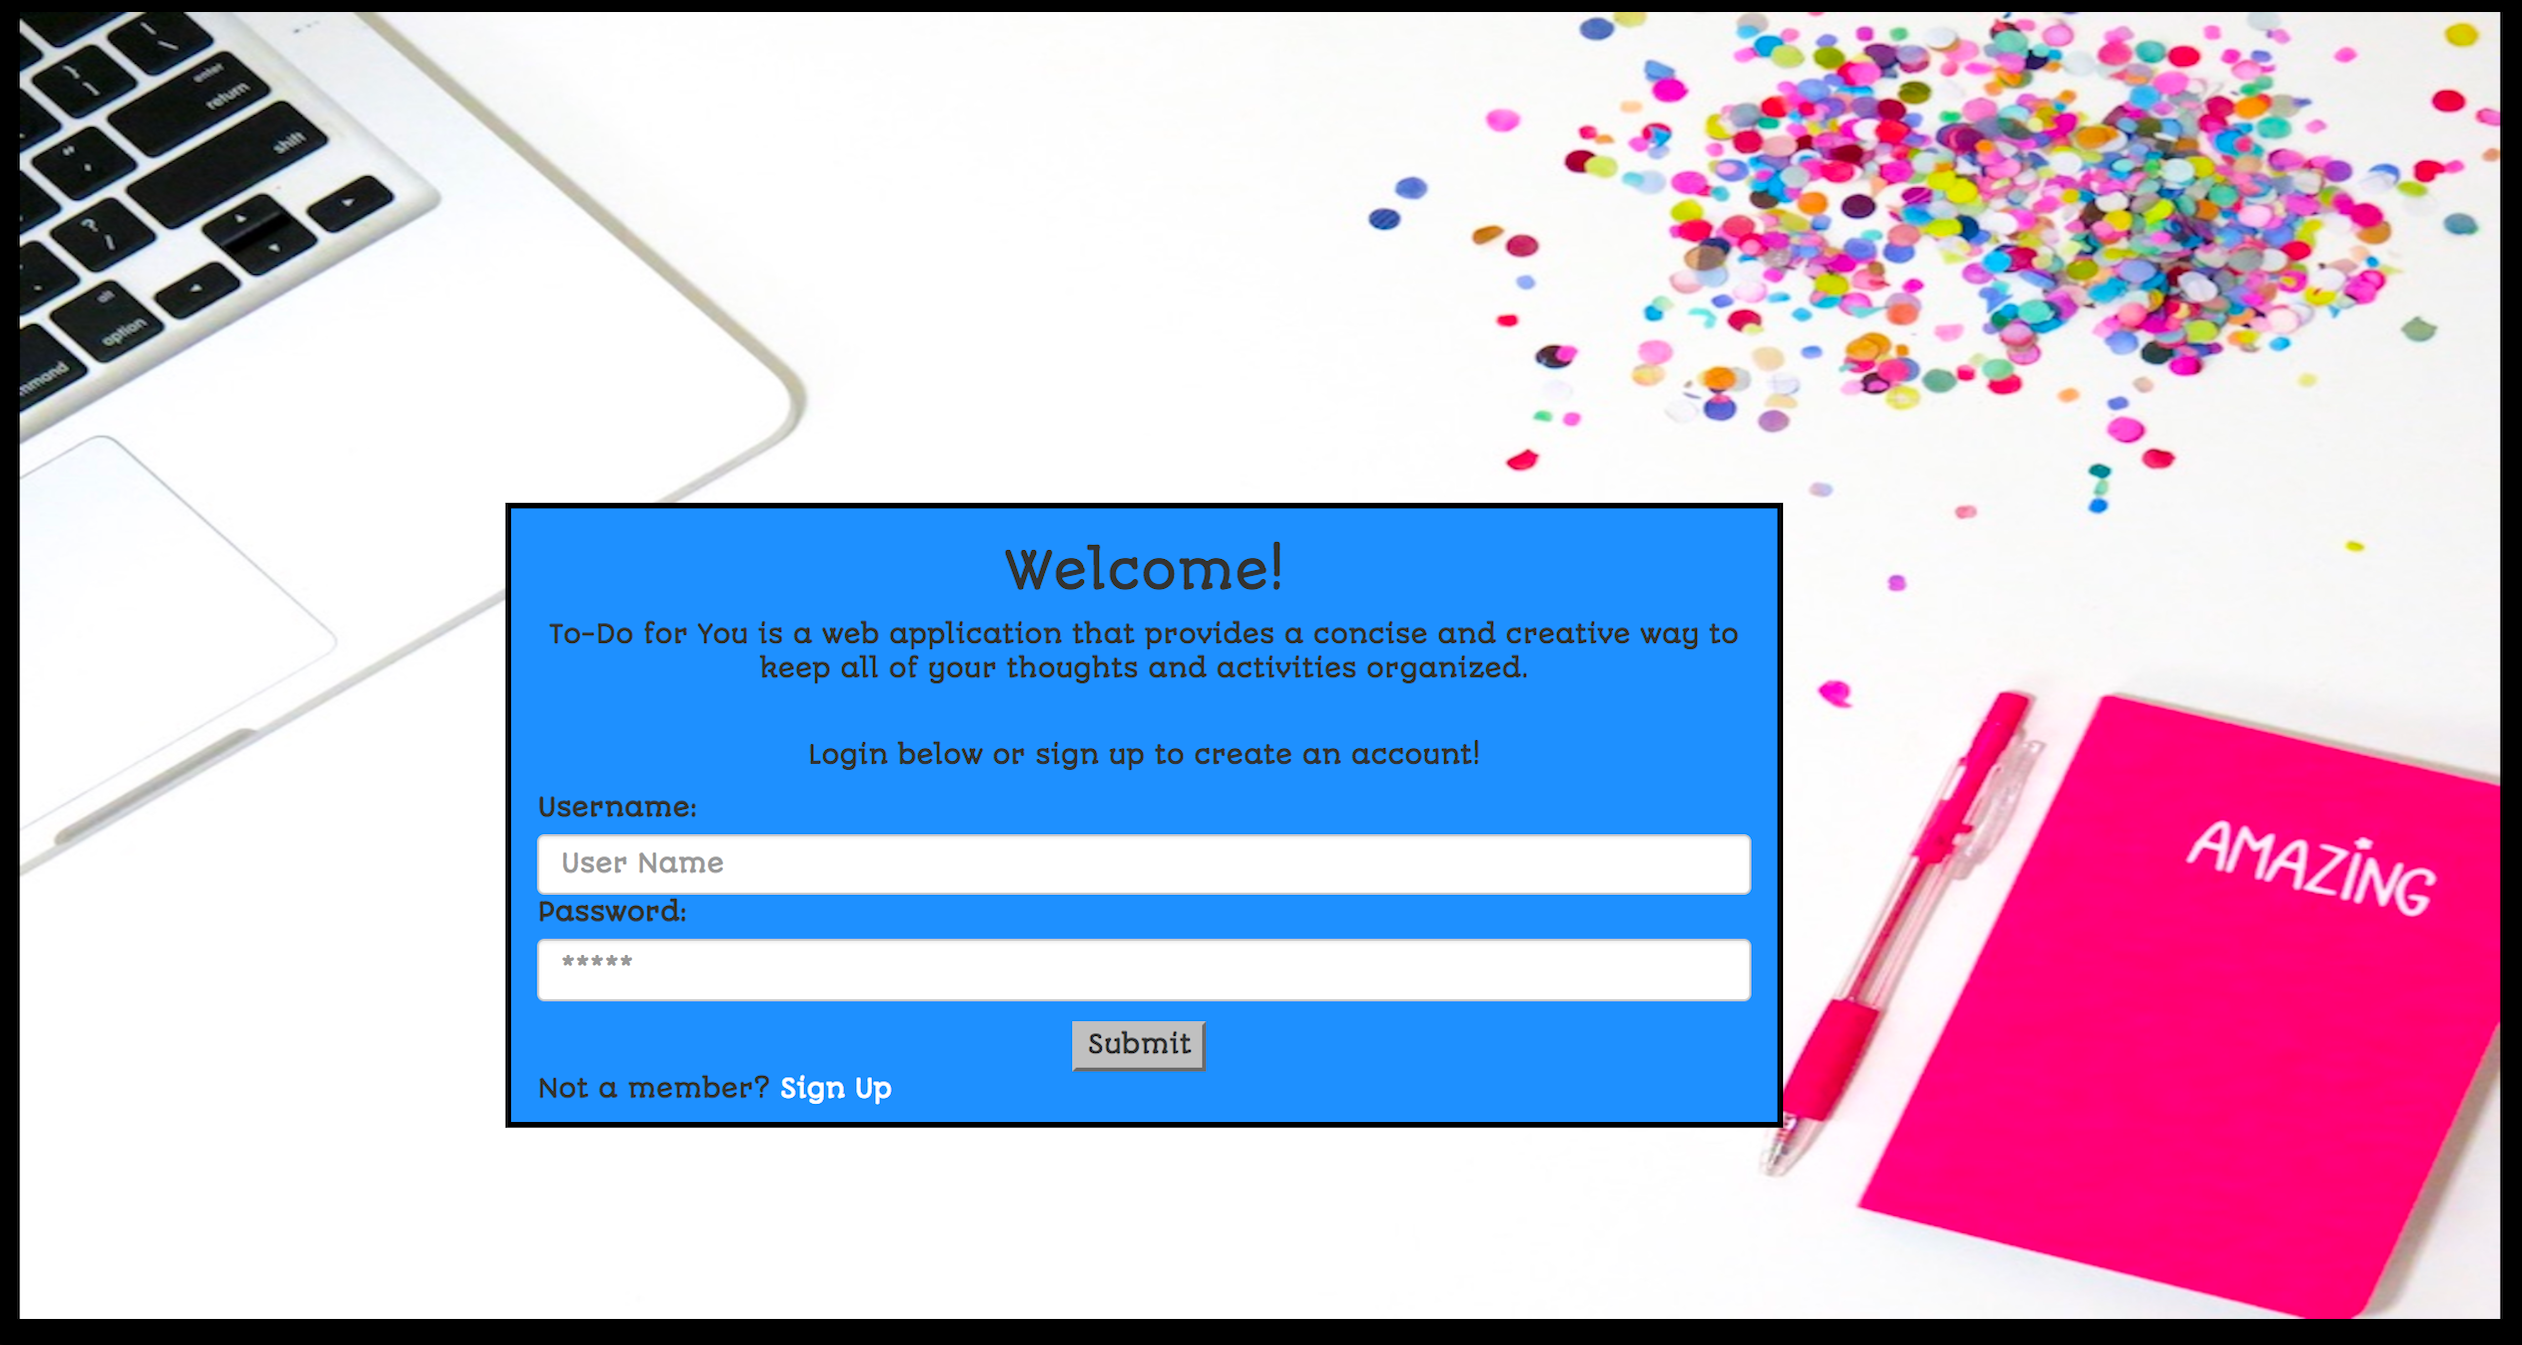 enter
return
shift
alt
option
Welcome!
To-Do for You is a web application that provides a concise and creative way to
keep all of your thoughts and activities organized.
Login below or sign up to create an account!
Username:
User Name
Password:
*****
Submit
Not a member? Sign Up
AMAZING